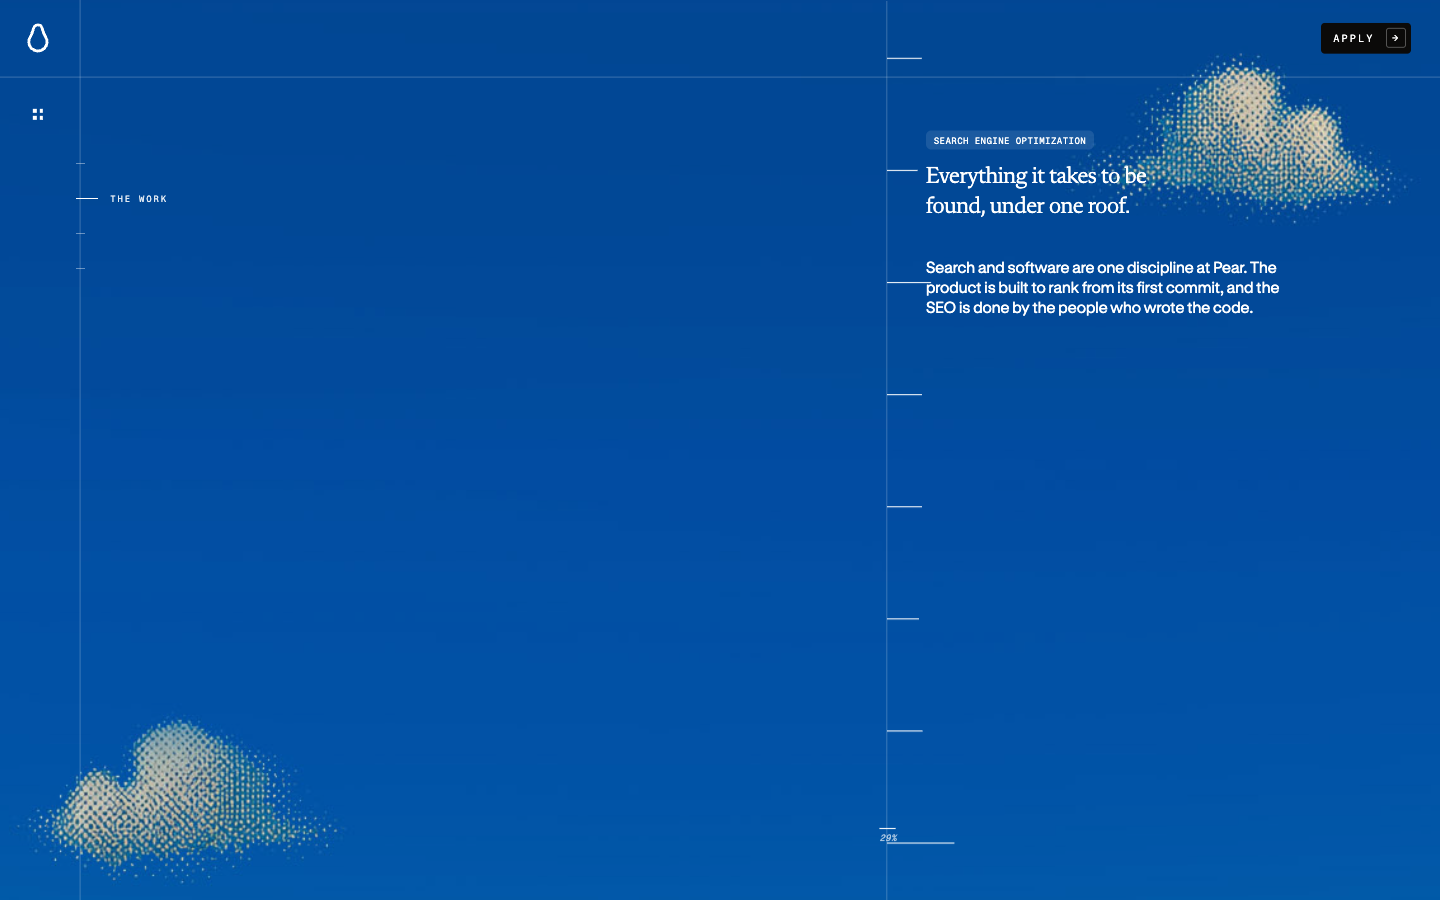 APPLY
SEARCH ENGINE OPTIMIZATION
Everything it takes to be
found, under one roof.
THE WORK
Search and software are one discipline at Pear. The
product is built to rank from its first commit, and the
SEO is done by the people who wrote the code.
29%